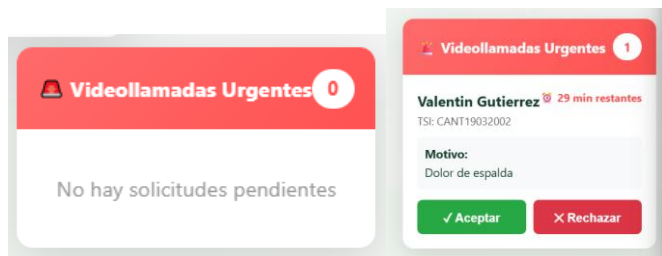 Videollamadas Urgentes 0
No hay solicitudes pendientes
Videollamadas Urgentes 1
Valentin Gutierrez 29 min restantes
TSI: CANT19032002
Motivo:
Dolor de espalda
✓ Aceptar ✕ Rechazar